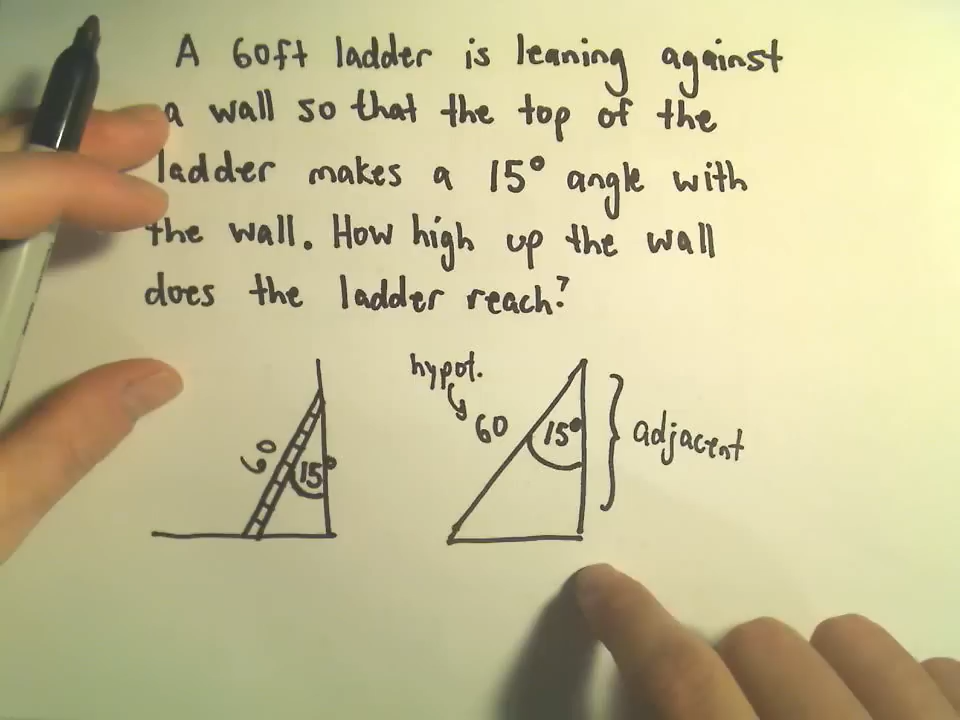 A 60ft ladder is leaning against
a wall so that the top of the
ladder makes a 15° angle with
the wall. How high up the wall
does the ladder reach?
hypot.
60
15°
60
15°
adjacent